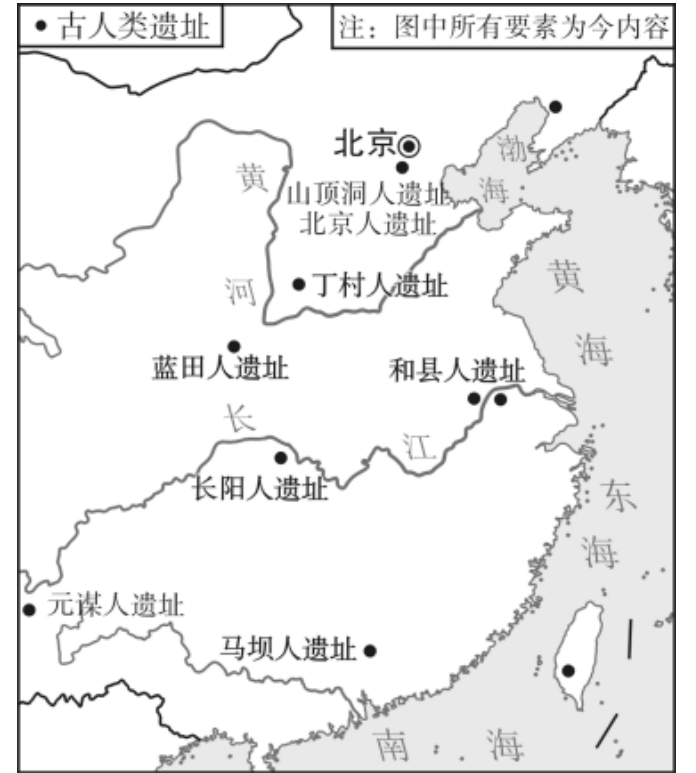 古人类遗址
注：图中所有要素为今内容
北京
渤
海
黄
山顶洞人遗址
北京人遗址
河
丁村人遗址
黄
海
蓝田人遗址
和县人遗址
长
江
长阳人遗址
东
海
元谋人遗址
马坝人遗址
南 海